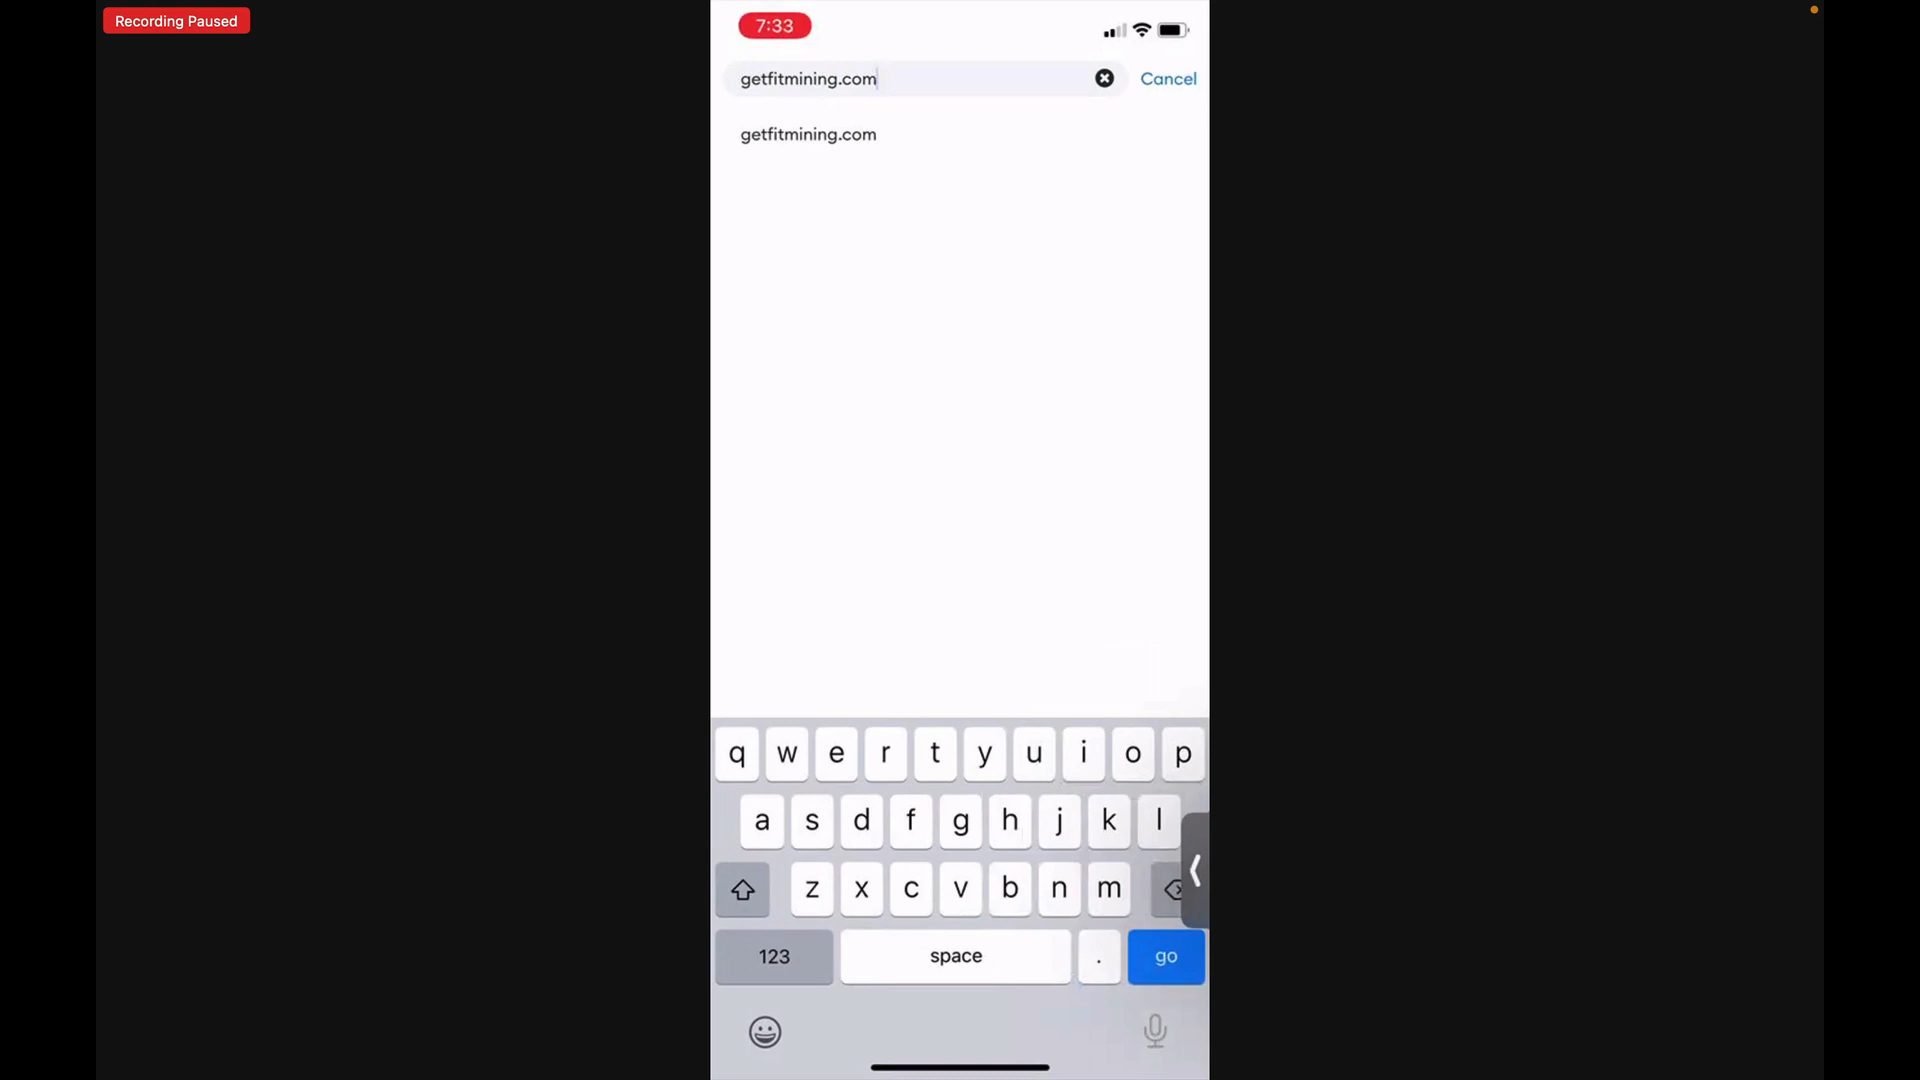 Recording Paused
7:33
getfitmining.com
Cancel
getfitmining.com
q w e r t y u i o p
a s d f g h j k l
z x c v b n m
123 space . go